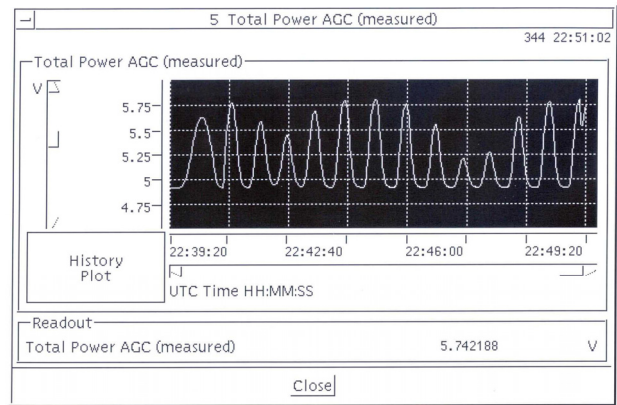 5 Total Power AGC (measured)
344 22:51:02
Total Power AGC (measured)
V
5.75
5.5
5.25
5
4.75
22:39:20 22:42:40 22:46:00 22:49:20
History
Plot
UTC Time HH:MM:SS
Readout
Total Power AGC (measured) 5.742188 V
Close